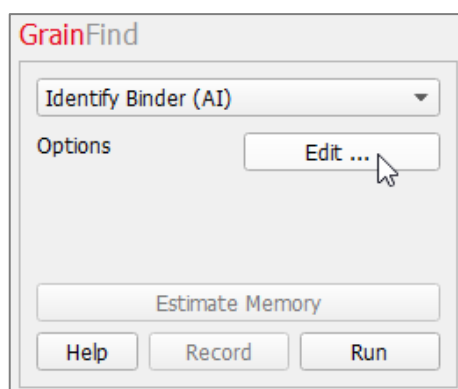 GrainFind
Identify Binder (AI)
Options Edit ...
Estimate Memory
Help Record Run